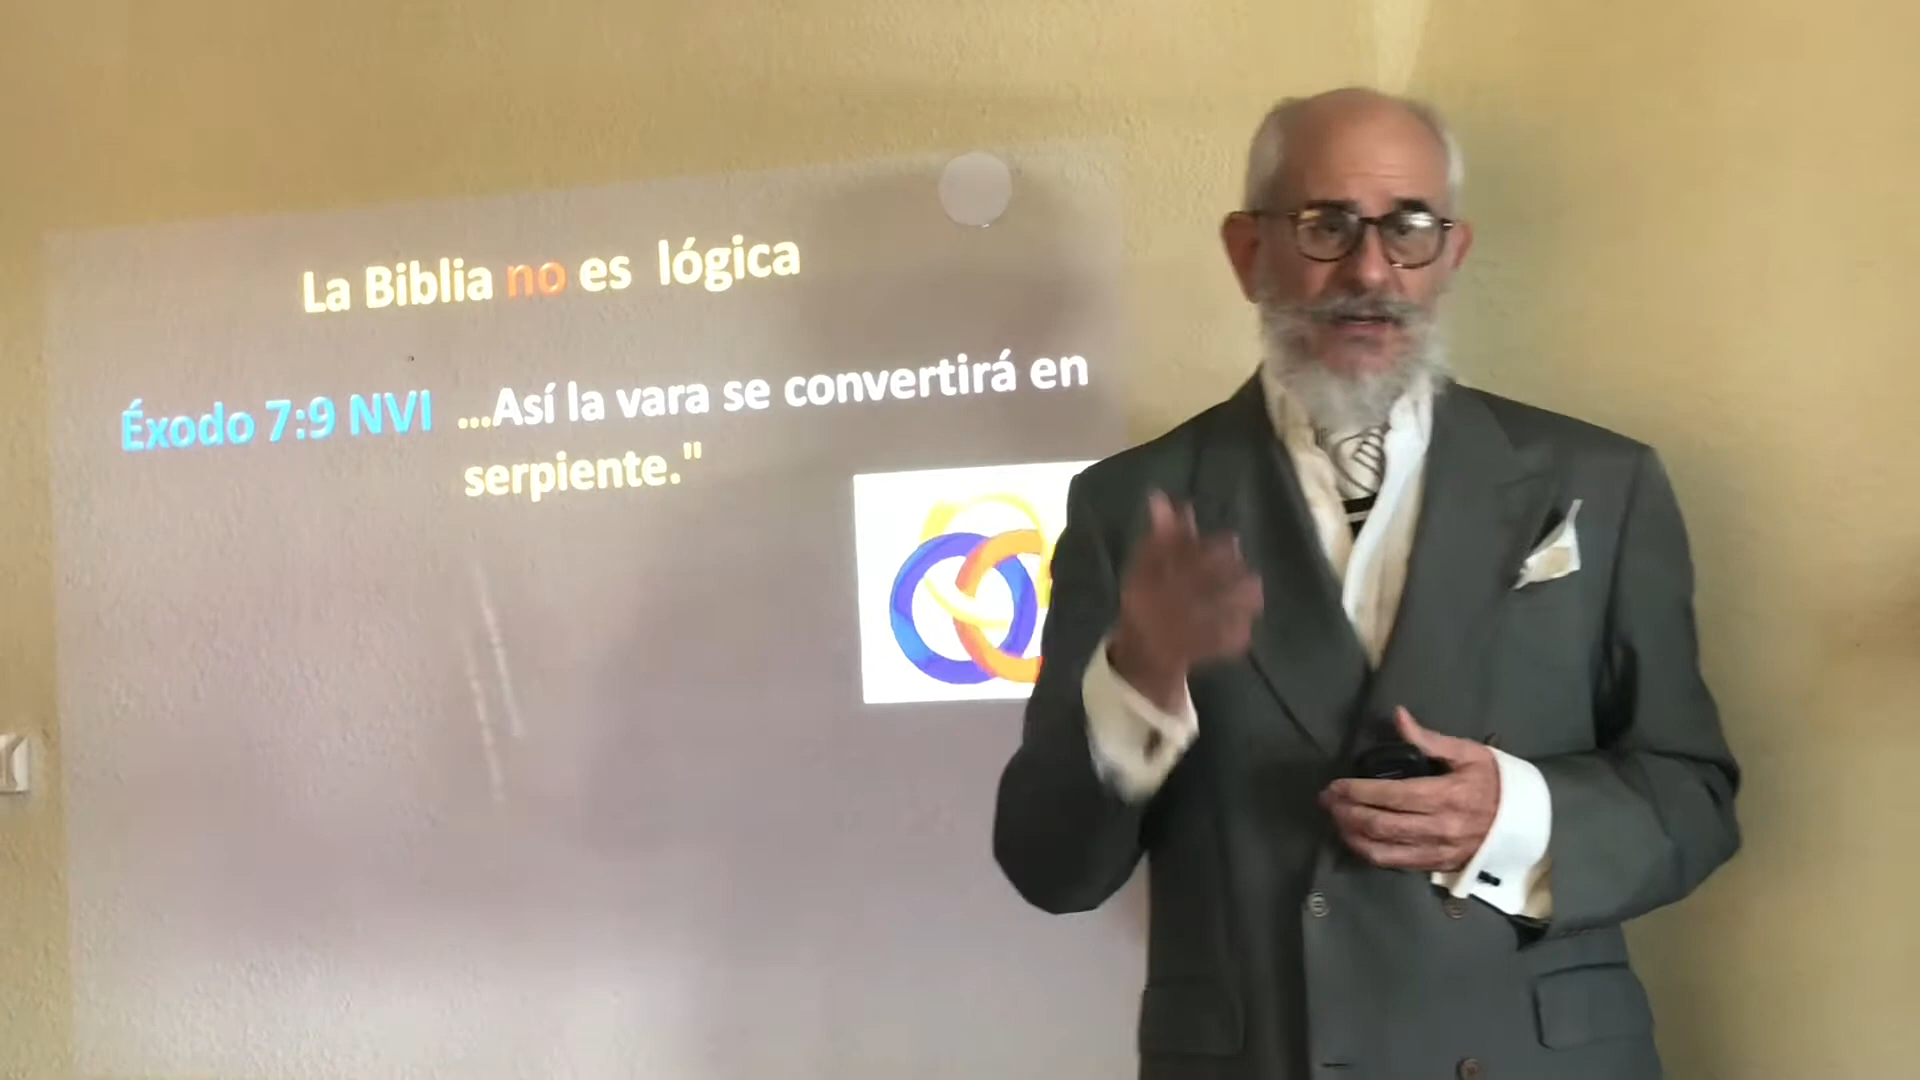 La Biblia no es lógica
Éxodo 7:9 NVI ...Así la vara se convertirá en
serpiente."